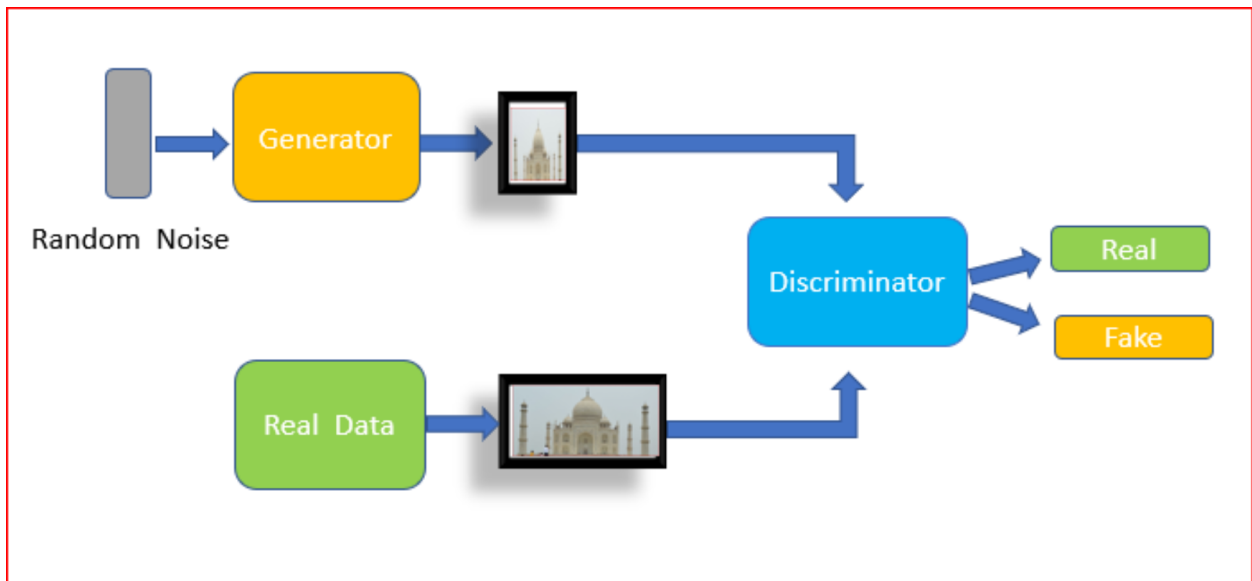 Generator
Random Noise
Discriminator
Real
Fake
Real Data